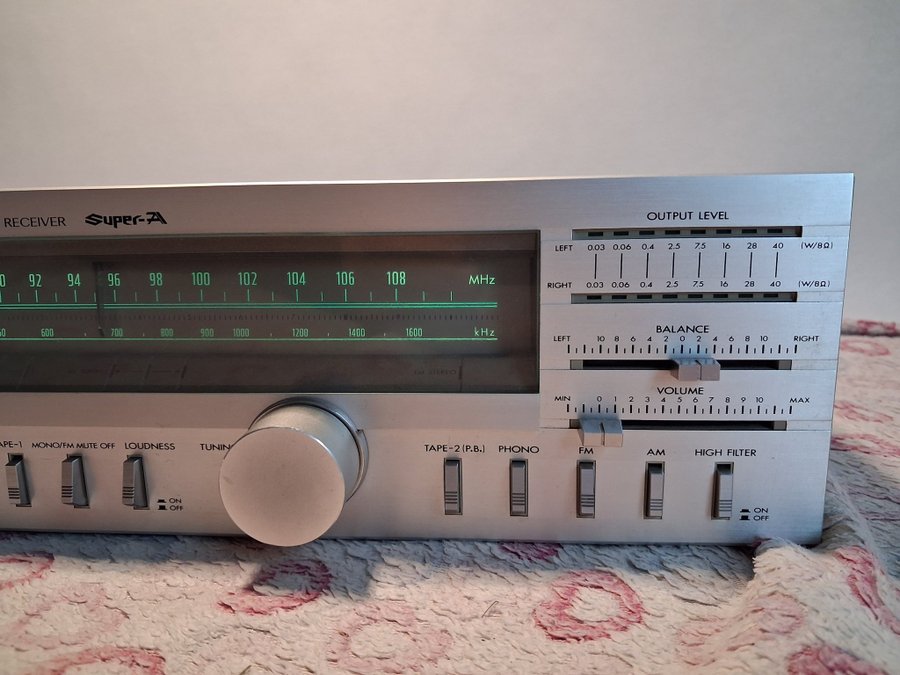 RECEIVER Super-A
OUTPUT LEVEL
LEFT 0.03 0.06 0.4 2.5 7.5 16 28 40 (W/8Ω)
RIGHT 0.03 0.06 0.4 2.5 7.5 16 28 40 (W/8Ω)
92 94 96 98 100 102 104 106 108 MHz
600 700 800 900 1000 1200 1400 1600 kHz
FM STEREO
BALANCE
LEFT 10 8 6 4 2 0 2 4 6 8 10 RIGHT
VOLUME
MIN 0 1 2 3 4 5 6 7 8 9 10 MAX
APE-1 MONO/FM MUTE OFF LOUDNESS TUNING TAPE-2 (P.B.) PHONO FM AM HIGH FILTER
ON
OFF
ON
OFF